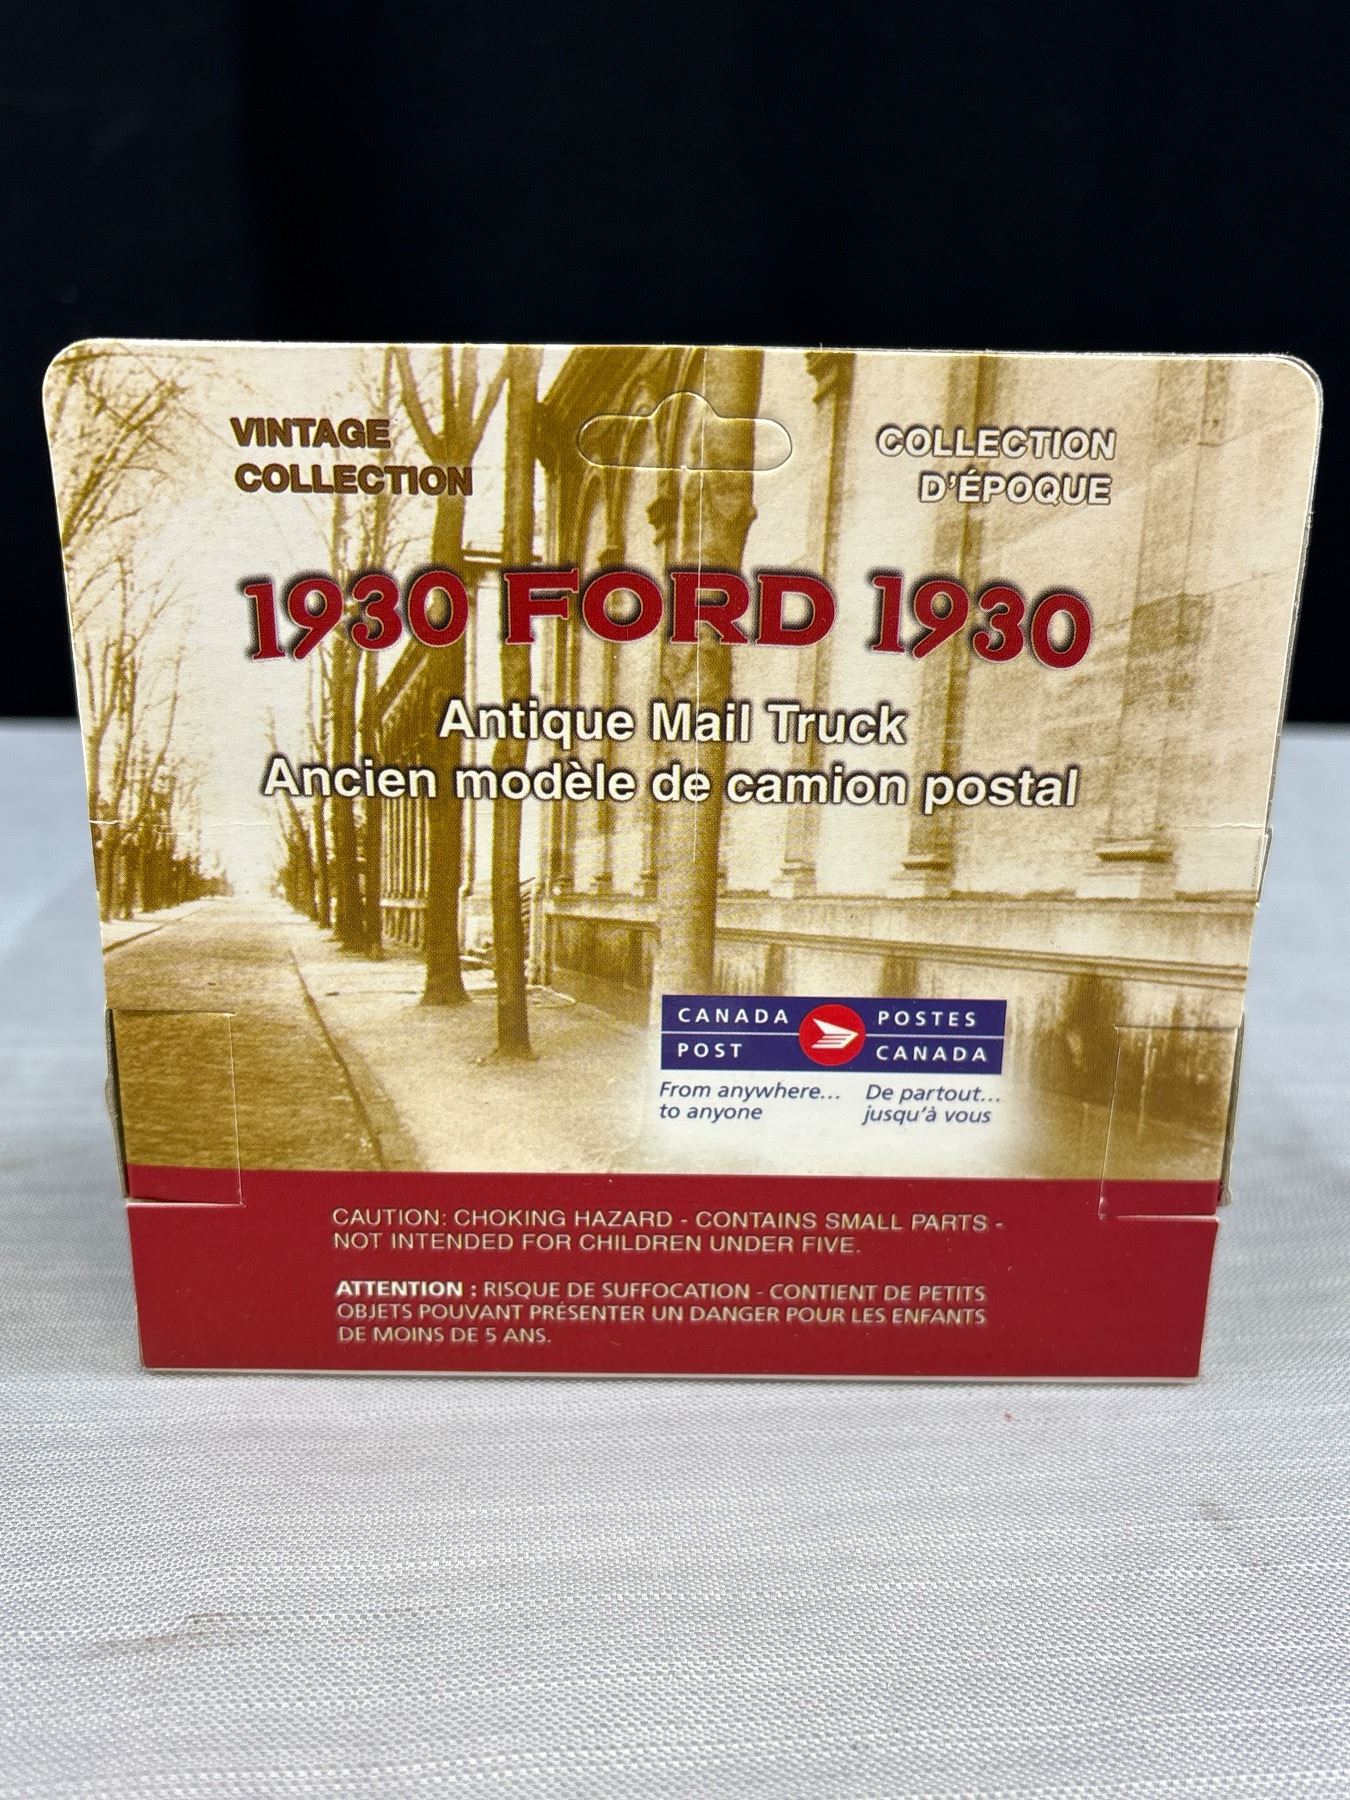 VINTAGE
COLLECTION
COLLECTION
D'ÉPOQUE
1930 FORD 1930
Antique Mail Truck
Ancien modèle de camion postal
CANADA
POST
POSTES
CANADA
From anywhere...
to anyone
De partout...
jusqu'à vous
CAUTION: CHOKING HAZARD - CONTAINS SMALL PARTS -
NOT INTENDED FOR CHILDREN UNDER FIVE.
ATTENTION : RISQUE DE SUFFOCATION - CONTIENT DE PETITS
OBJETS POUVANT PRÉSENTER UN DANGER POUR LES ENFANTS
DE MOINS DE 5 ANS.